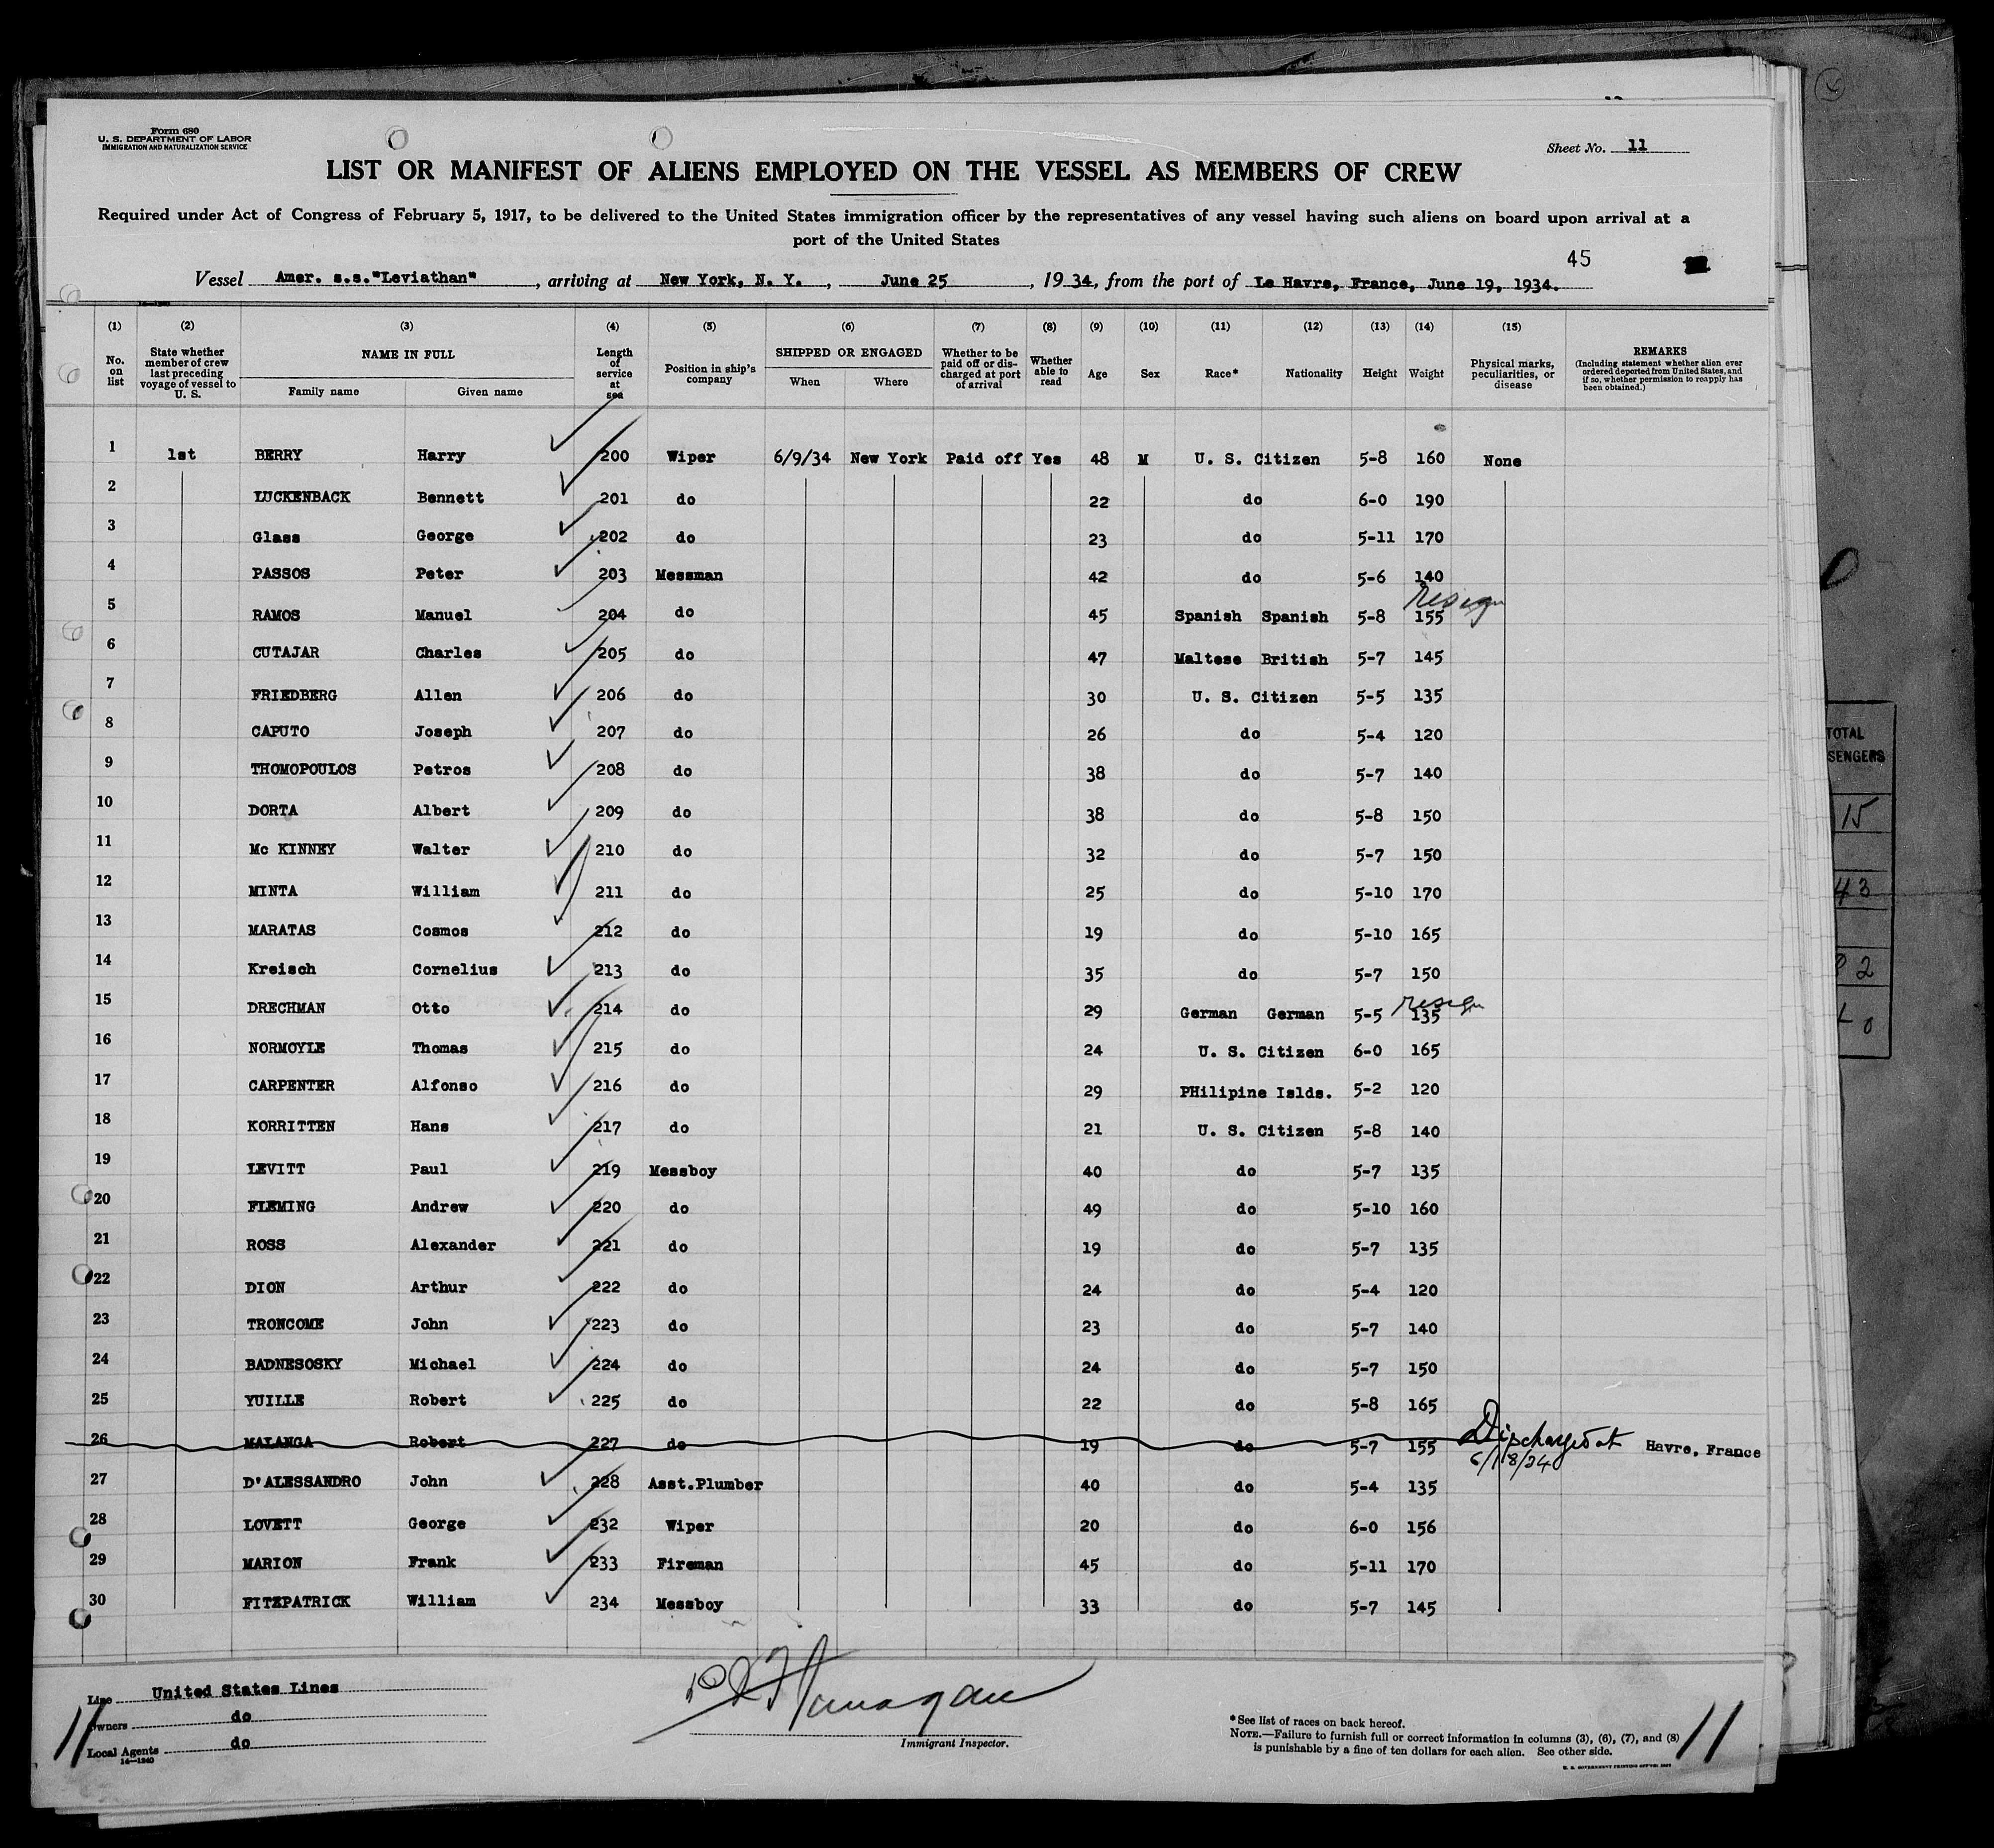 Form 680
U. S. DEPARTMENT OF LABOR
IMMIGRATION AND NATURALIZATION SERVICE
Sheet No. 11
LIST OR MANIFEST OF ALIENS EMPLOYED ON THE VESSEL AS MEMBERS OF CREW
Required under Act of Congress of February 5, 1917, to be delivered to the United States immigration officer by the representatives of any vessel having such aliens on board upon arrival at a
port of the United States
45
Vessel Amer. s.s."Leviathan", arriving at New York, N. Y., June 25, 1934, from the port of Le Havre, France, June 19, 1934.
(1) (2) (3) (4) (5) (6) (7) (8) (9) (10) (11) (12) (13) (14) (15)
No. on list
State whether member of crew last preceding voyage of vessel to U. S.
NAME IN FULL
Family name Given name
Length of service at sea
Position in ship's company
SHIPPED OR ENGAGED
When Where
Whether to be paid off or discharged at port of arrival
Whether able to read
Age Sex Race* Nationality Height Weight
Physical marks, peculiarities, or disease
REMARKS
(Including statement whether alien ever ordered deported from United States, and if so, whether permission to reapply has been obtained.)
1 1st BERRY Harry 200 Wiper 6/9/34 New York Paid off Yes 48 M U. S. Citizen 5-8 160 None
2 LUCKENBACK Bennett 201 do 22 do 6-0 190
3 Glass George 202 do 23 do 5-11 170
4 PASSOS Peter 203 Messman 42 do 5-6 140
5 RAMOS Manuel 204 do 45 Spanish Spanish 5-8 155 resign
6 CUTAJAR Charles 205 do 47 Maltese British 5-7 145
7 FRIEDBERG Allen 206 do 30 U. S. Citizen 5-5 135
8 CAPUTO Joseph 207 do 26 do 5-4 120
9 THOMOPOULOS Petros 208 do 38 do 5-7 140
10 DORTA Albert 209 do 38 do 5-8 150
11 Mc KINNEY Walter 210 do 32 do 5-7 150
12 MINTA William 211 do 25 do 5-10 170
13 MARATAS Cosmos 212 do 19 do 5-10 165
14 Kreisch Cornelius 213 do 35 do 5-7 150
15 DRECHMAN Otto 214 do 29 German German 5-5 135 resign
16 NORMOYLE Thomas 215 do 24 U. S. Citizen 6-0 165
17 CARPENTER Alfonso 216 do 29 PHilipine Islds. 5-2 120
18 KORRITTEN Hans 217 do 21 U. S. Citizen 5-8 140
19 LEVITT Paul 219 Messboy 40 do 5-7 135
20 FLEMING Andrew 220 do 49 do 5-10 160
21 ROSS Alexander 221 do 19 do 5-7 135
22 DION Arthur 222 do 24 do 5-4 120
23 TRONCOME John 223 do 23 do 5-7 140
24 BADNESOSKY Michael 224 do 24 do 5-7 150
25 YUILLE Robert 225 do 22 do 5-8 165
26 MALANGA Robert 227 do 19 do 5-7 155 Discharged at Havre, France
6/18/34
27 D'ALESSANDRO John 228 Asst.Plumber 40 do 5-4 135
28 LOVETT George 232 Wiper 20 do 6-0 156
29 MARION Frank 233 Fireman 45 do 5-11 170
30 FITZPATRICK William 234 Messboy 33 do 5-7 145
Line United States Lines
Owners do
Local Agents do
14—1240
11
Immigrant Inspector.
*See list of races on back hereof.
NOTE.—Failure to furnish full or correct information in columns (3), (6), (7), and (8)
is punishable by a fine of ten dollars for each alien. See other side.
11
TOTAL
SENGERS
15
43